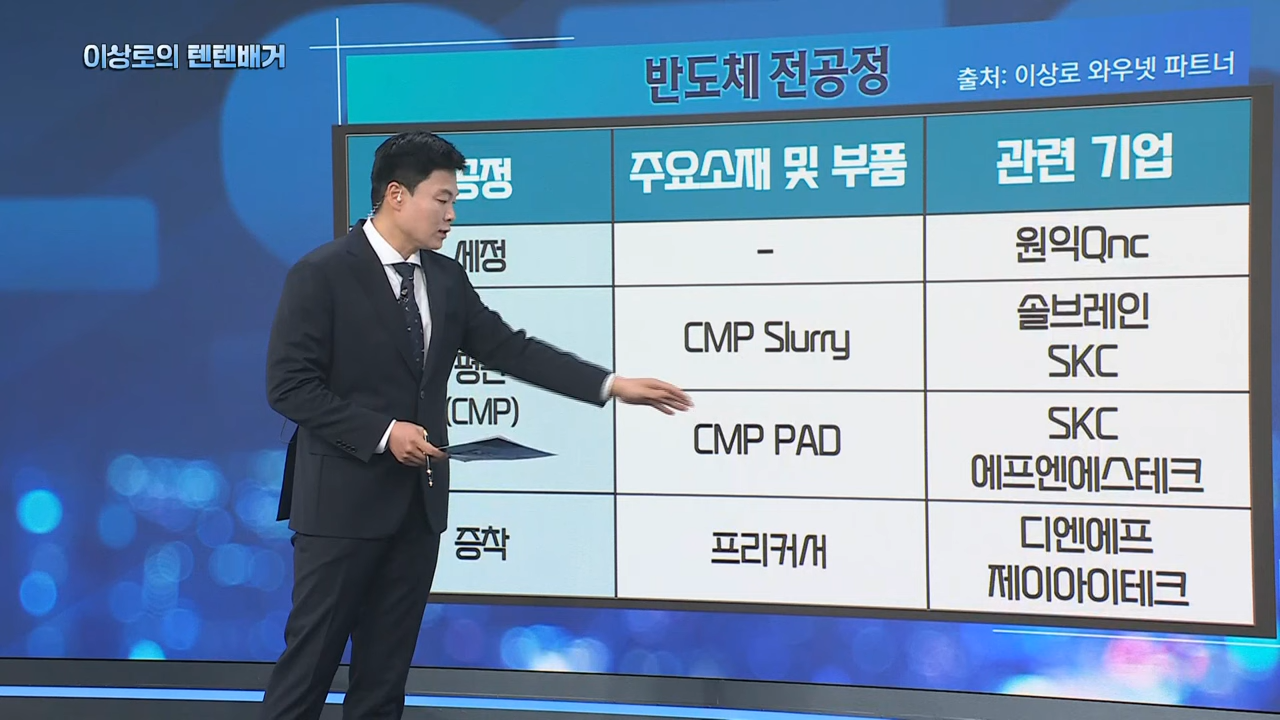 이상로의 텐텐배거
반도체 전공정
출처: 이상로 와우넷 파트너
공정
주요소재 및 부품
관련 기업
세정
-
원익Qnc
(CMP)
CMP Slurry
솔브레인
SKC
CMP PAD
SKC
에프엔에스테크
증착
프리커서
디엔에프
제이아이테크